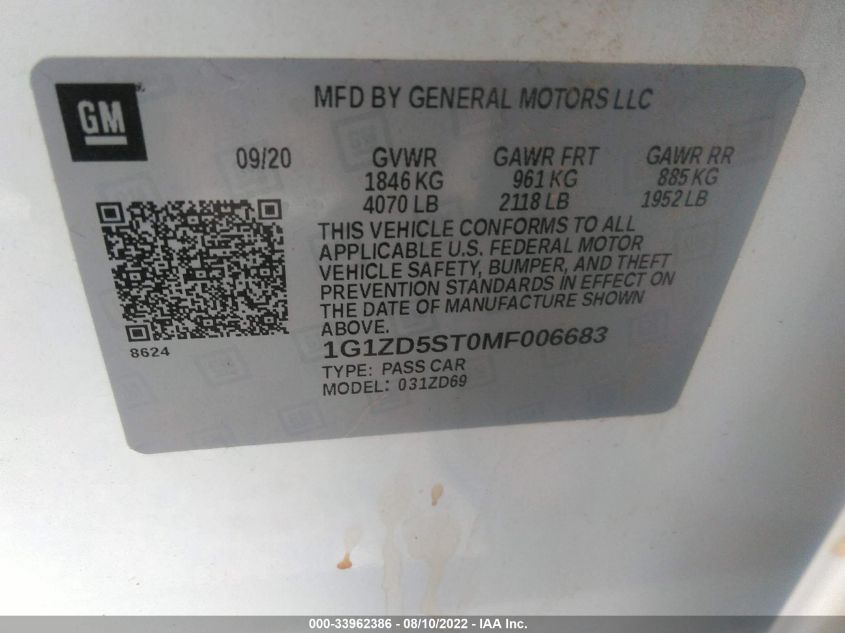 GM
MFD BY GENERAL MOTORS LLC
09/20 GVWR GAWR FRT GAWR RR
1846 KG 961 KG 885 KG
4070 LB 2118 LB 1952 LB
THIS VEHICLE CONFORMS TO ALL
APPLICABLE U.S. FEDERAL MOTOR
VEHICLE SAFETY, BUMPER, AND THEFT
PREVENTION STANDARDS IN EFFECT ON
THE DATE OF MANUFACTURE SHOWN
ABOVE.
8624
1G1ZD5ST0MF006683
TYPE: PASS CAR
MODEL: 031ZD69
000-33962386 - 08/10/2022 - IAA Inc.